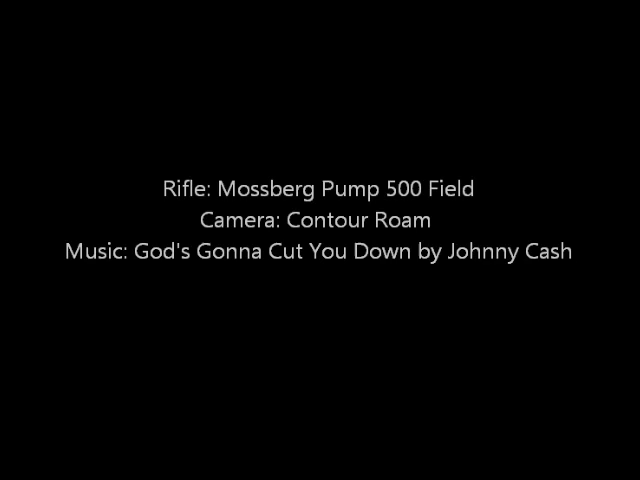 Rifle: Mossberg Pump 500 Field
Camera: Contour Roam
Music: God's Gonna Cut You Down by Johnny Cash